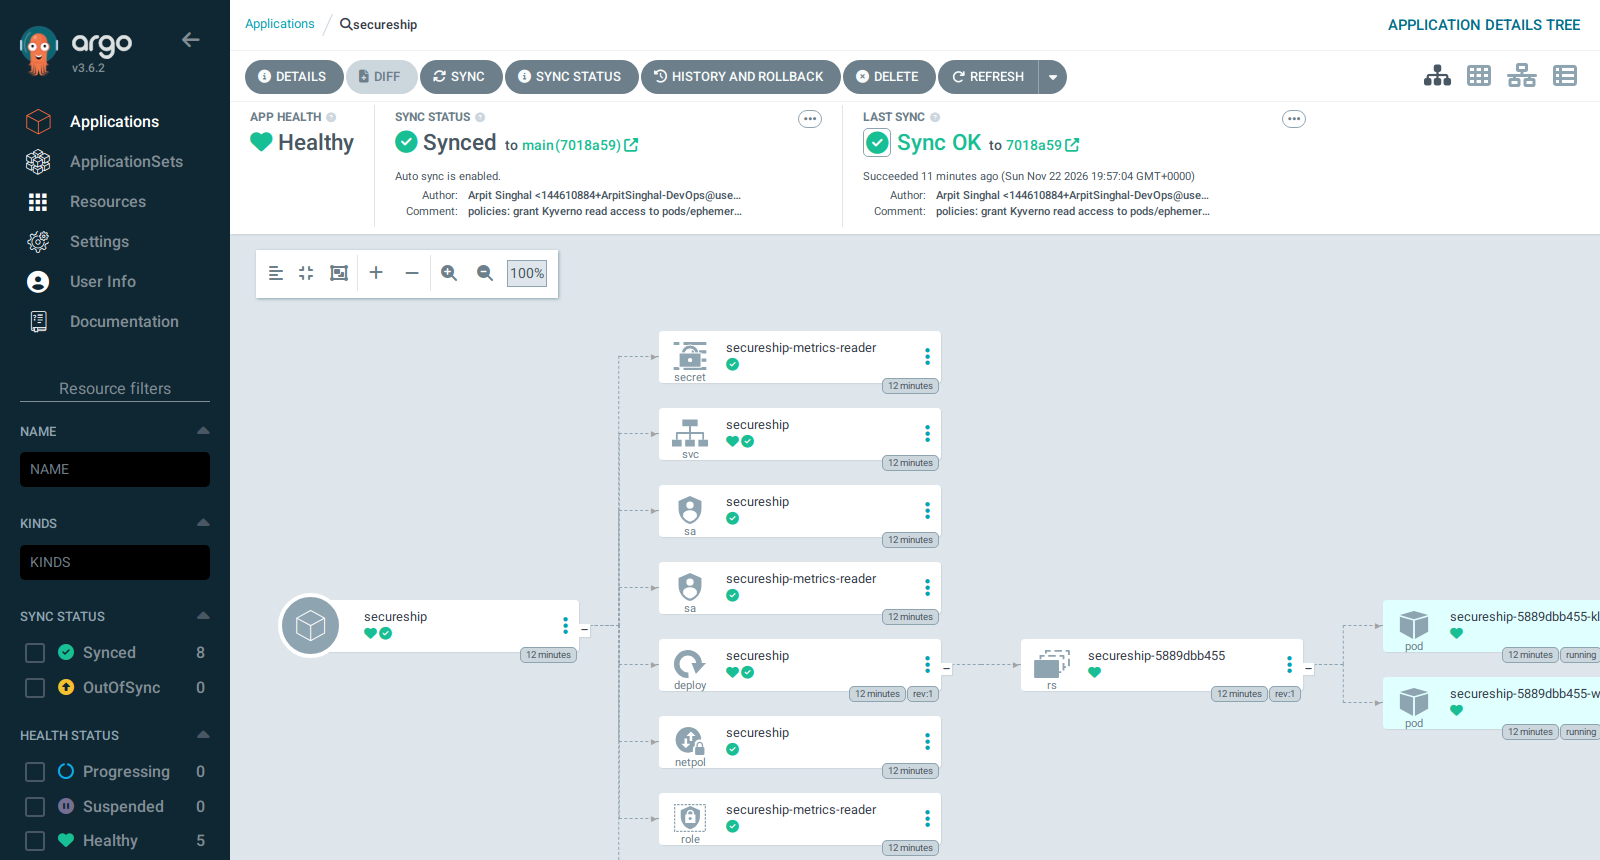 argo
v3.6.2
Applications
ApplicationSets
Resources
Settings
User Info
Documentation
Resource filters
NAME
NAME
KINDS
KINDS
SYNC STATUS
Synced 8
OutOfSync 0
HEALTH STATUS
Progressing 0
Suspended 0
Healthy 5
Applications / secureship
APPLICATION DETAILS TREE
DETAILS DIFF SYNC SYNC STATUS HISTORY AND ROLLBACK DELETE REFRESH
APP HEALTH
Healthy
SYNC STATUS
Synced to main (7018a59)
Auto sync is enabled.
Author: Arpit Singhal <144610884+ArpitSinghal-DevOps@use...
Comment: policies: grant Kyverno read access to pods/ephemer...
LAST SYNC
Sync OK to 7018a59
Succeeded 11 minutes ago (Sun Nov 22 2026 19:57:04 GMT+0000)
Author: Arpit Singhal <144610884+ArpitSinghal-DevOps@use...
Comment: policies: grant Kyverno read access to pods/ephemer...
100%
secureship
12 minutes
secureship-metrics-reader
secret
12 minutes
secureship
svc
12 minutes
secureship
sa
12 minutes
secureship-metrics-reader
sa
12 minutes
secureship
deploy
12 minutes rev:1
secureship
netpol
12 minutes
secureship-metrics-reader
role
12 minutes
secureship-5889dbb455
rs
12 minutes rev:1
secureship-5889dbb455-kl
pod
12 minutes running
secureship-5889dbb455-w
pod
12 minutes running